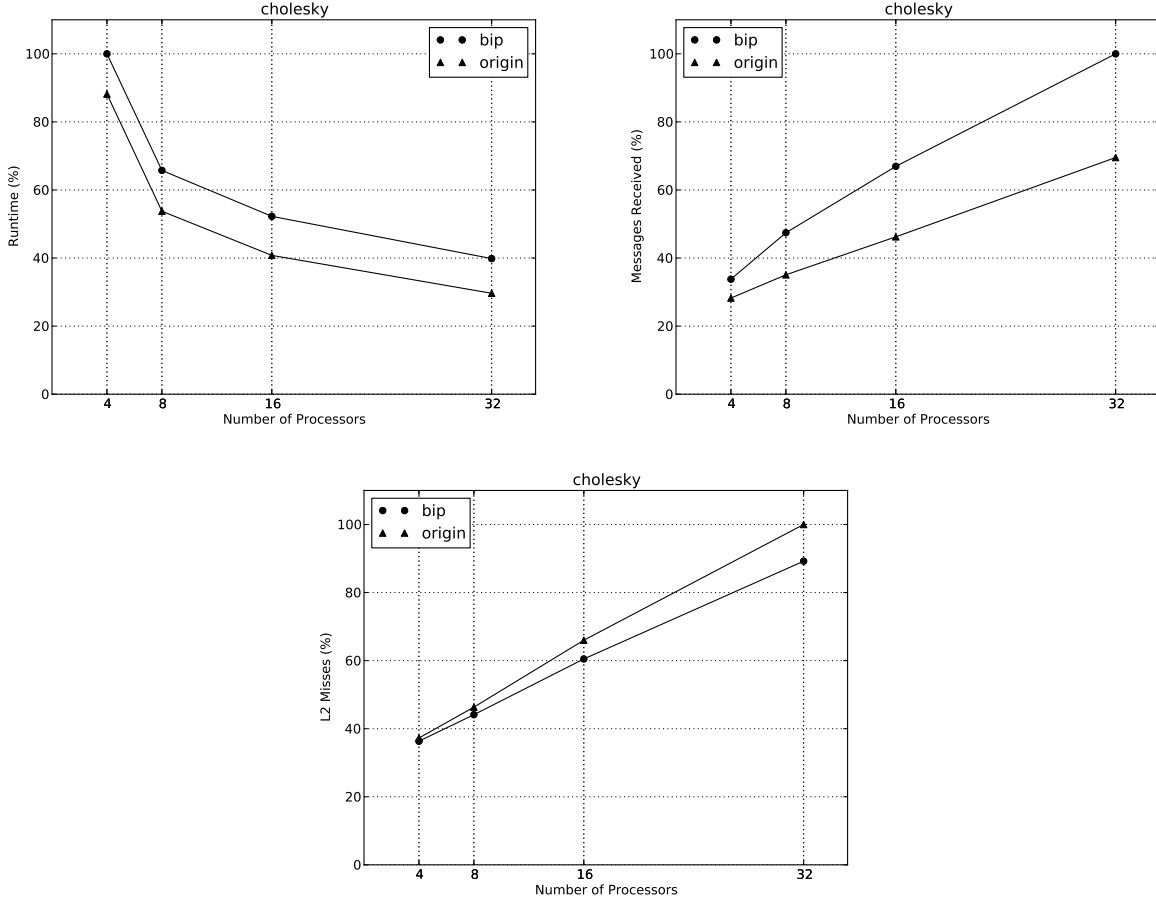 cholesky
bip
origin
100
80
60
40
20
0
Runtime (%)
4 8 16 32
Number of Processors
cholesky
bip
origin
100
80
60
40
20
0
Messages Received (%)
4 8 16 32
Number of Processors
cholesky
bip
origin
100
80
60
40
20
0
L2 Misses (%)
4 8 16 32
Number of Processors